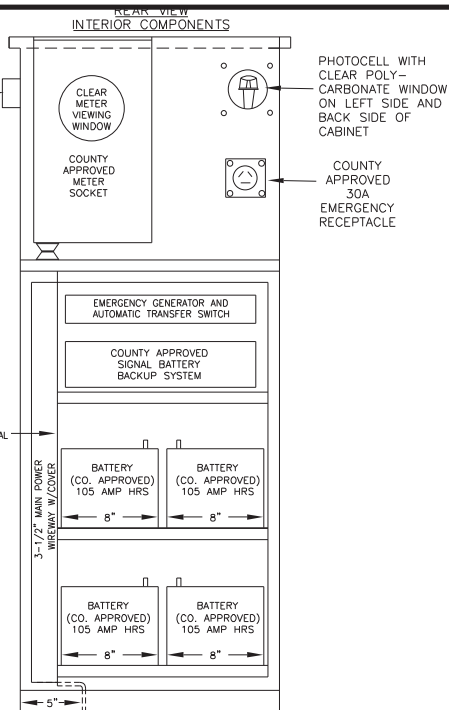 REAR VIEW
INTERIOR COMPONENTS
CLEAR
METER
VIEWING
WINDOW
COUNTY
APPROVED
METER
SOCKET
PHOTOCELL WITH
CLEAR POLY-
CARBONATE WINDOW
ON LEFT SIDE AND
BACK SIDE OF
CABINET
COUNTY
APPROVED
30A
EMERGENCY
RECEPTACLE
EMERGENCY GENERATOR AND
AUTOMATIC TRANSFER SWITCH
COUNTY APPROVED
SIGNAL BATTERY
BACKUP SYSTEM
AL
3-1/2" MAIN POWER
WIREWAY W/COVER
BATTERY
(CO. APPROVED)
105 AMP HRS
8"
BATTERY
(CO. APPROVED)
105 AMP HRS
8"
BATTERY
(CO. APPROVED)
105 AMP HRS
8"
BATTERY
(CO. APPROVED)
105 AMP HRS
8"
5"